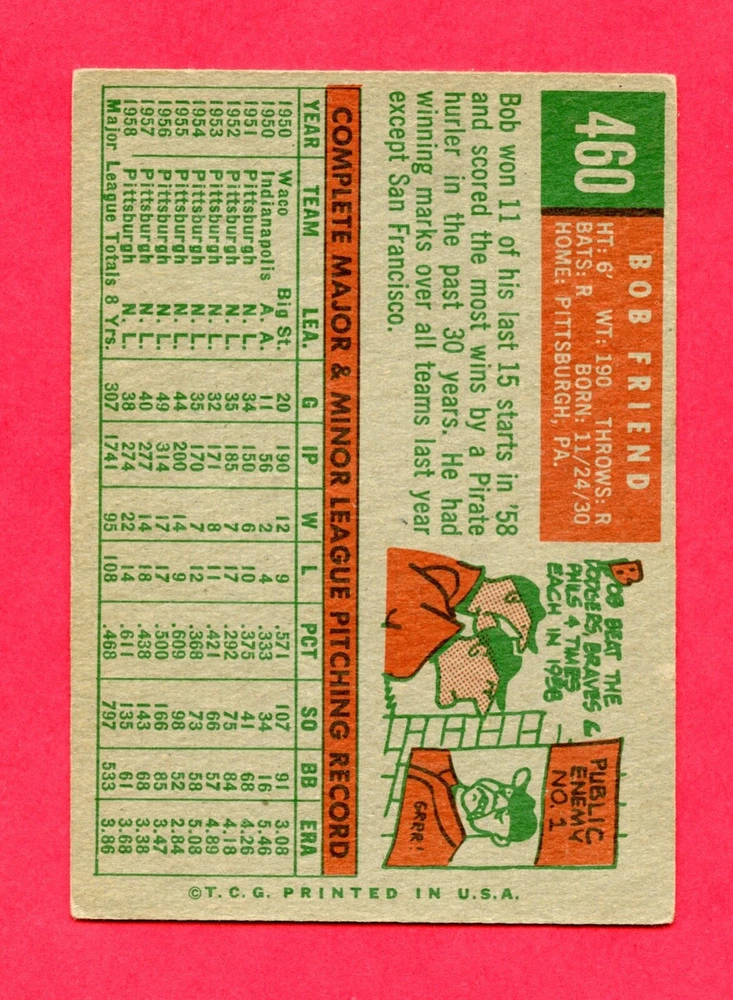 460
BOB FRIEND
HT: 6' WT: 190 THROWS: R
BATS: R BORN: 11/24/30
HOME: PITTSBURGH, PA.
Bob won 11 of his last 15 starts in '58
and scored the most wins by a Pirate
hurler in the past 30 years. He had
winning marks over all teams last year
except San Francisco.
BOB BEAT THE
DODGERS, BRAVES &
PHILS 4 TIMES
EACH IN 1958
PUBLIC
ENEMY
NO. 1
GRRR!
COMPLETE MAJOR & MINOR LEAGUE PITCHING RECORD
YEAR TEAM LEA. G IP W L PCT SO BB ERA
1950 Waco Big St. 20 190 12 9 .571 107 91 3.08
1950 Indianapolis A. A. 11 56 2 4 .333 34 16 5.46
1951 Pittsburgh N. L. 34 150 6 10 .375 41 68 4.26
1952 Pittsburgh N. L. 35 185 7 17 .292 75 84 4.18
1953 Pittsburgh N. L. 32 171 8 11 .421 66 57 4.89
1954 Pittsburgh N. L. 35 170 7 12 .368 73 58 5.08
1955 Pittsburgh N. L. 44 200 14 9 .609 98 52 2.84
1956 Pittsburgh N. L. 49 314 17 17 .500 166 85 3.47
1957 Pittsburgh N. L. 40 277 14 18 .438 143 68 3.38
1958 Pittsburgh N. L. 38 274 22 14 .611 135 61 3.68
Major League Totals 8 Yrs. 307 1741 95 108 .468 797 533 3.86
©T.C.G. PRINTED IN U.S.A.